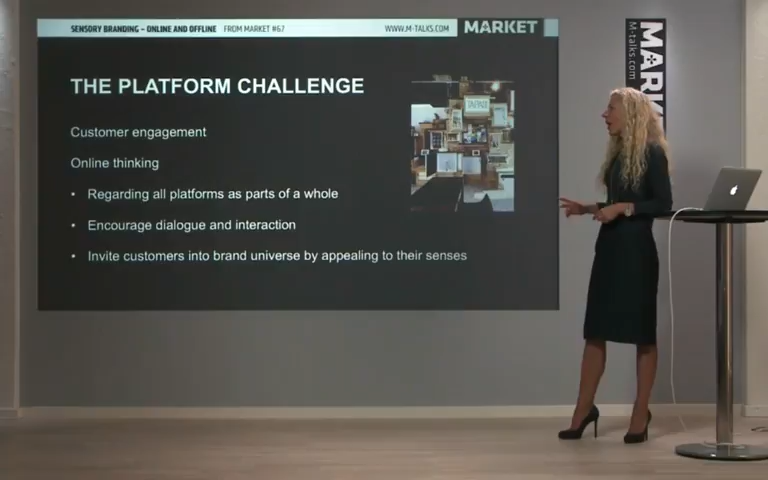 SENSORY BRANDING – ONLINE AND OFFLINE FROM MARKET #67 WWW.M-TALKS.COM MARKET
THE PLATFORM CHALLENGE
Customer engagement
Online thinking
• Regarding all platforms as parts of a whole
• Encourage dialogue and interaction
• Invite customers into brand universe by appealing to their senses
M-talks.com